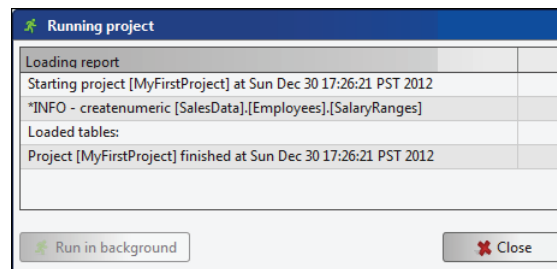 Running project
Loading report
Starting project [MyFirstProject] at Sun Dec 30 17:26:21 PST 2012
*INFO - createnumeric [SalesData].[Employees].[SalaryRanges]
Loaded tables:
Project [MyFirstProject] finished at Sun Dec 30 17:26:21 PST 2012
Run in background
Close